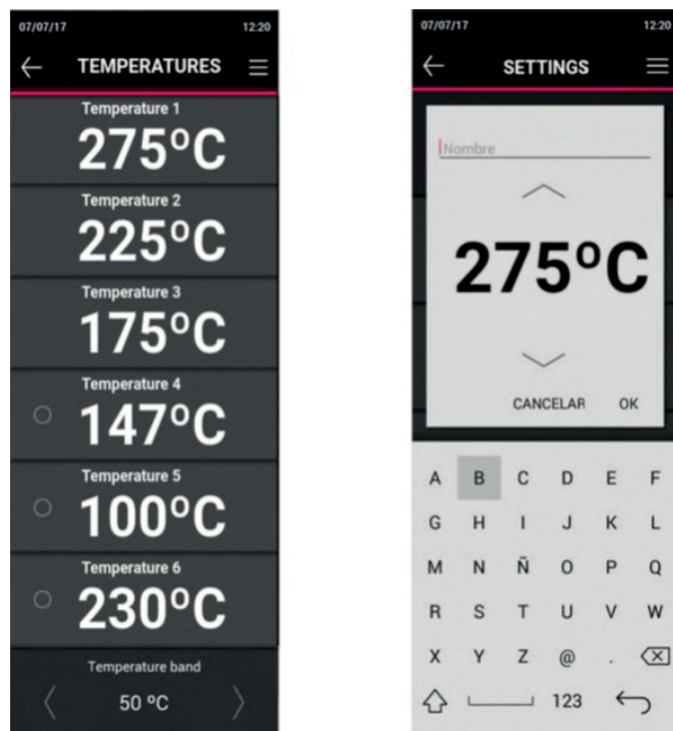 07/07/17 12:20
TEMPERATURES
Temperature 1
275ºC
Temperature 2
225ºC
Temperature 3
175ºC
Temperature 4
147ºC
Temperature 5
100ºC
Temperature 6
230ºC
Temperature band
50 ºC
07/07/17 12:20
SETTINGS
Nombre
275ºC
CANCELAR OK
A B C D E F
G H I J K L
M N Ñ O P Q
R S T U V W
X Y Z @ .
123